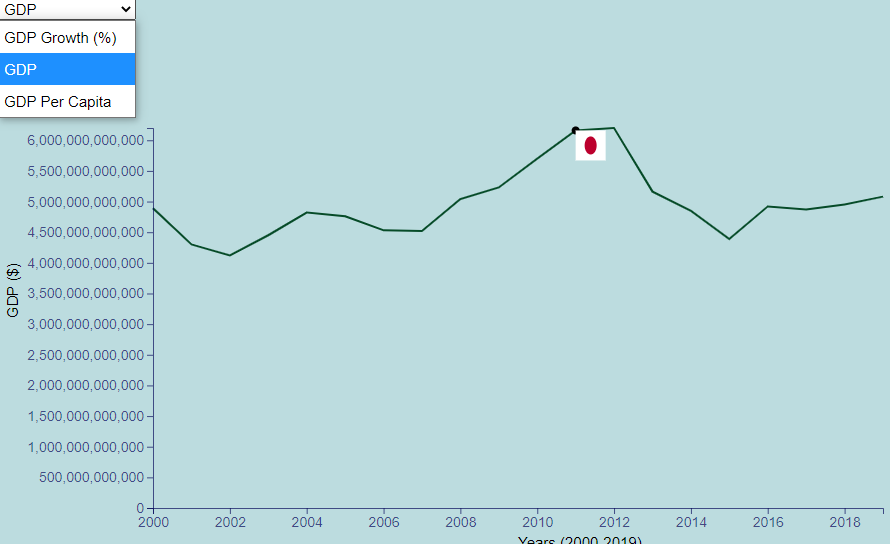 GDP
GDP Growth (%)
GDP
GDP Per Capita
6,000,000,000,000
5,500,000,000,000
5,000,000,000,000
4,500,000,000,000
4,000,000,000,000
3,500,000,000,000
3,000,000,000,000
2,500,000,000,000
2,000,000,000,000
1,500,000,000,000
1,000,000,000,000
500,000,000,000
0
GDP ($)
2000 2002 2004 2006 2008 2010 2012 2014 2016 2018
Years (2000-2019)